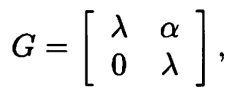 G = [ λ α
0 λ ],